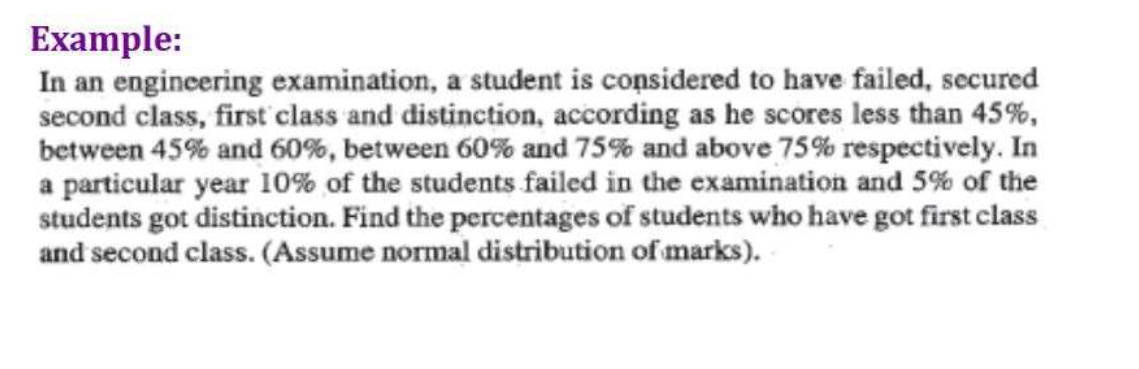 Example:
In an engineering examination, a student is considered to have failed, secured
second class, first class and distinction, according as he scores less than 45%,
between 45% and 60%, between 60% and 75% and above 75% respectively. In
a particular year 10% of the students failed in the examination and 5% of the
students got distinction. Find the percentages of students who have got first class
and second class. (Assume normal distribution of marks).